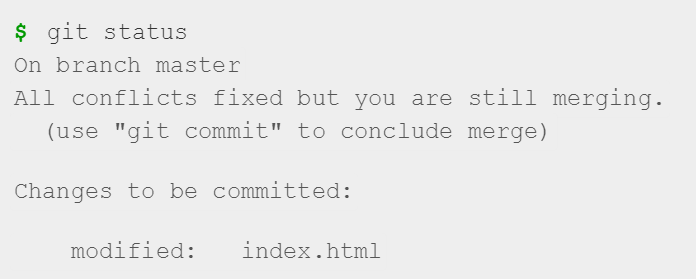 $ git status
On branch master
All conflicts fixed but you are still merging.
(use "git commit" to conclude merge)
Changes to be committed:
modified: index.html